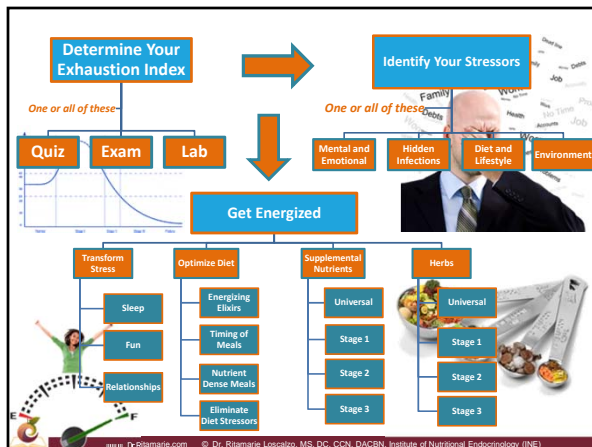 Determine Your
Exhaustion Index
One or all of these
Quiz
Exam
Lab
Identify Your Stressors
One or all of these
Dead line
Family
Debts
Health
Job
No Time
Job
Mental and
Emotional
Hidden
Infections
Diet and
Lifestyle
Environment
Get Energized
Transform
Stress
Sleep
Fun
Relationships
Optimize Diet
Energizing
Elixirs
Timing of
Meals
Nutrient
Dense Meals
Eliminate
Diet Stressors
Supplemental
Nutrients
Universal
Stage 1
Stage 2
Stage 3
Herbs
Universal
Stage 1
Stage 2
Stage 3
E
F
www.DrRitamarie.com © Dr. Ritamarie Loscalzo, MS, DC, CCN, DACBN, Institute of Nutritional Endocrinology (INE)